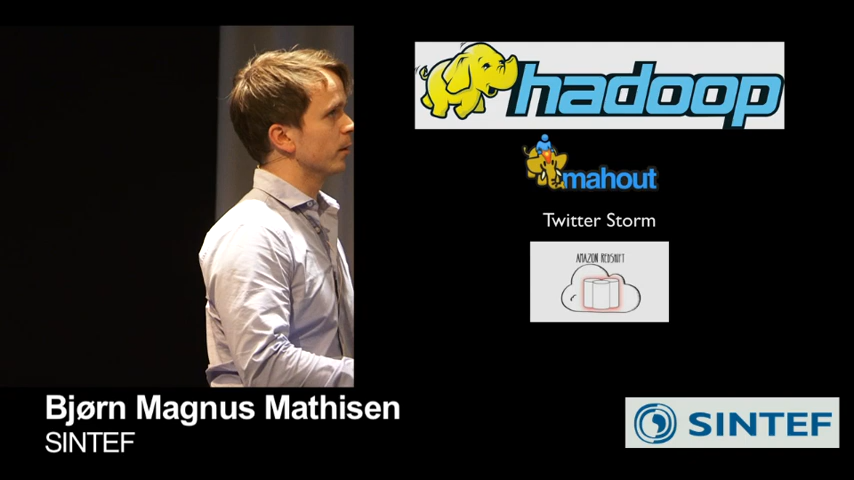 hadoop
mahout
Twitter Storm
AMAZON REDSHIFT
Bjørn Magnus Mathisen
SINTEF
SINTEF